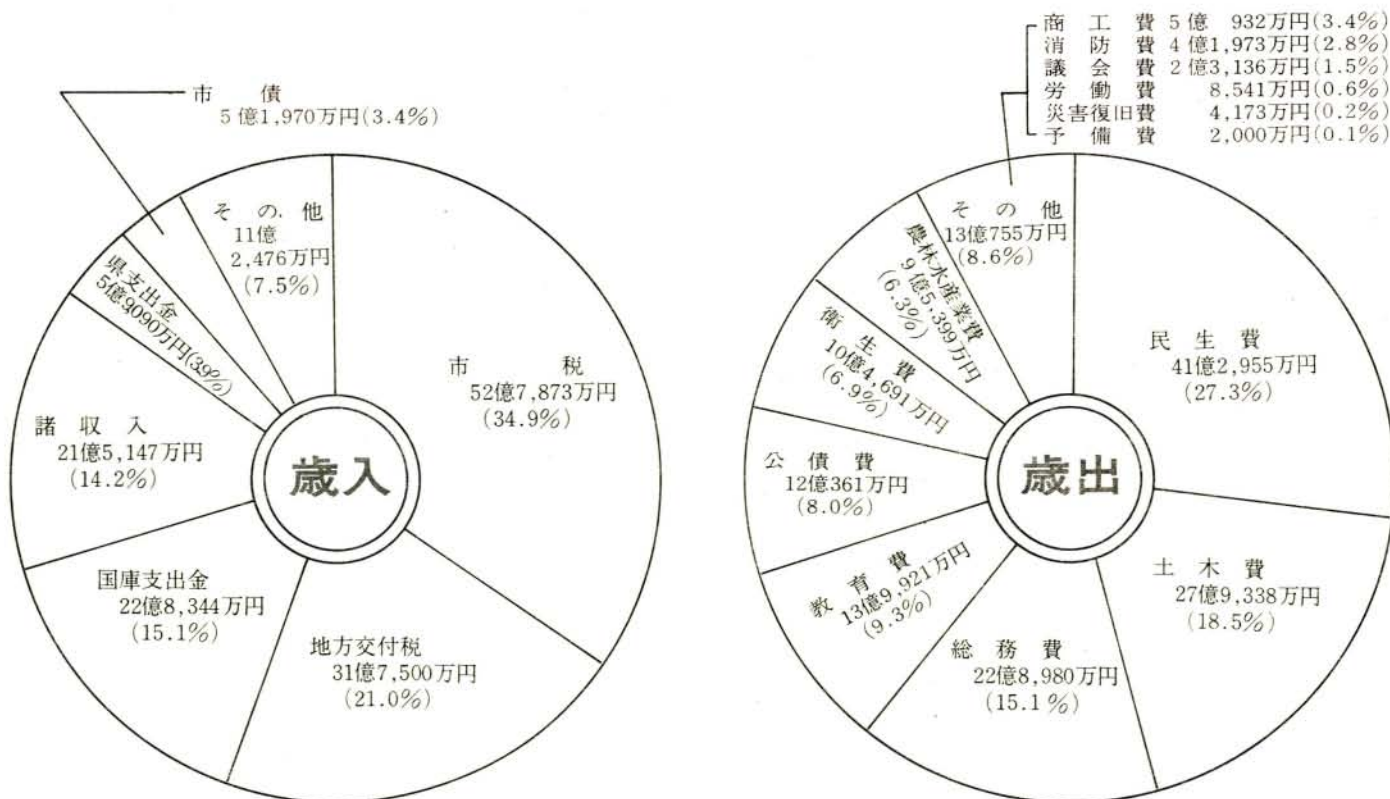 市債
5億1,970万円(3.4%)
その他
11億
2,476万円
(7.5%)
県支出金
5億9090万円(39%)
諸収入
21億5,147万円
(14.2%)
国庫支出金
22億8,344万円
(15.1%)
地方交付税
31億7,500万円
(21.0%)
市税
52億7,873万円
(34.9%)
歳入
商工費 5億 932万円(3.4%)
消防費 4億1,973万円(2.8%)
議会費 2億3,136万円(1.5%)
労働費 8,541万円(0.6%)
災害復旧費 4,173万円(0.2%)
予備費 2,000万円(0.1%)
その他
13億755万円
(8.6%)
農林水産業費
9億5,399万円
(6.3%)
衛生費
10億4,691万円
(6.9%)
公債費
12億361万円
(8.0%)
教育費
13億9,921万円
(9.3%)
総務費
22億8,980万円
(15.1%)
土木費
27億9,338万円
(18.5%)
民生費
41億2,955万円
(27.3%)
歳出